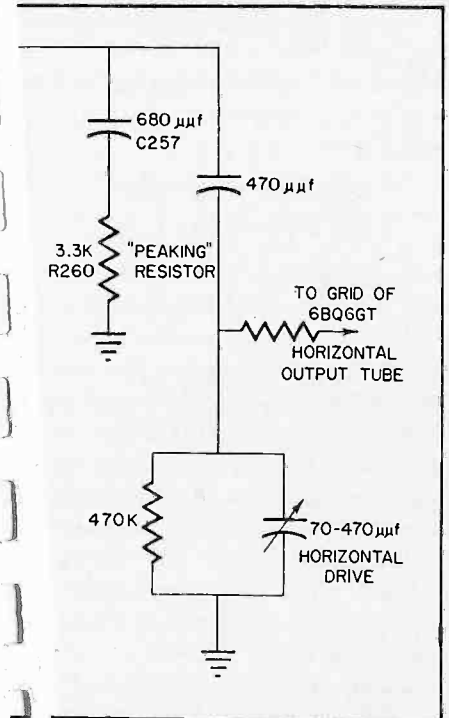 680 µµf
C257
470 µµf
3.3K
R260
"PEAKING"
RESISTOR
TO GRID OF
6BQ6GT
HORIZONTAL
OUTPUT TUBE
470K
70-470 µµf
HORIZONTAL
DRIVE